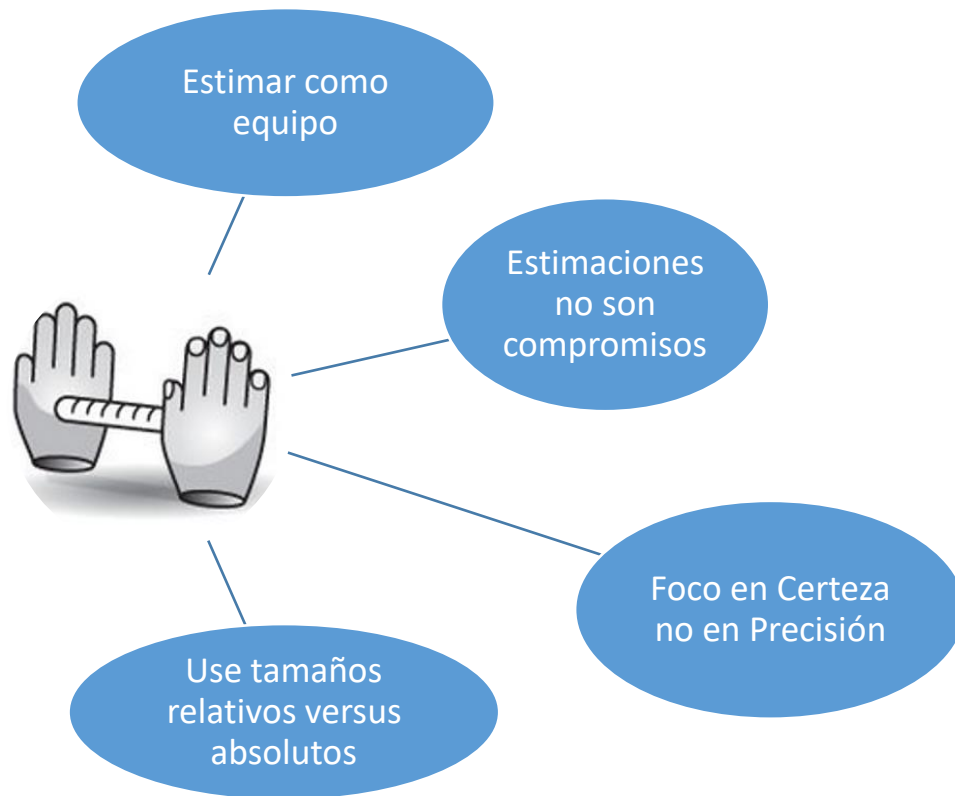 Estimar como
equipo
Estimaciones
no son
compromisos
Foco en Certeza
no en Precisión
Use tamaños
relativos versus
absolutos